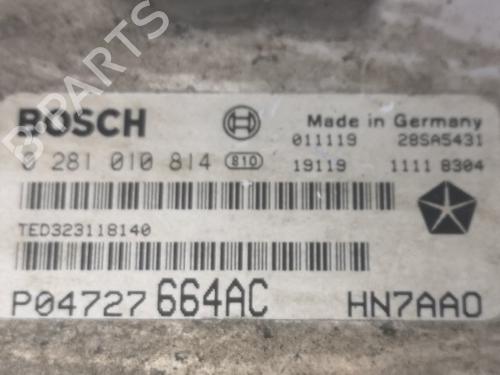 B-PARTS
BOSCH
Made in Germany
011119 28SA5431
0 281 010 814 810
19119 1111 8304
TED323118140
P04727 664AC HN7AA0